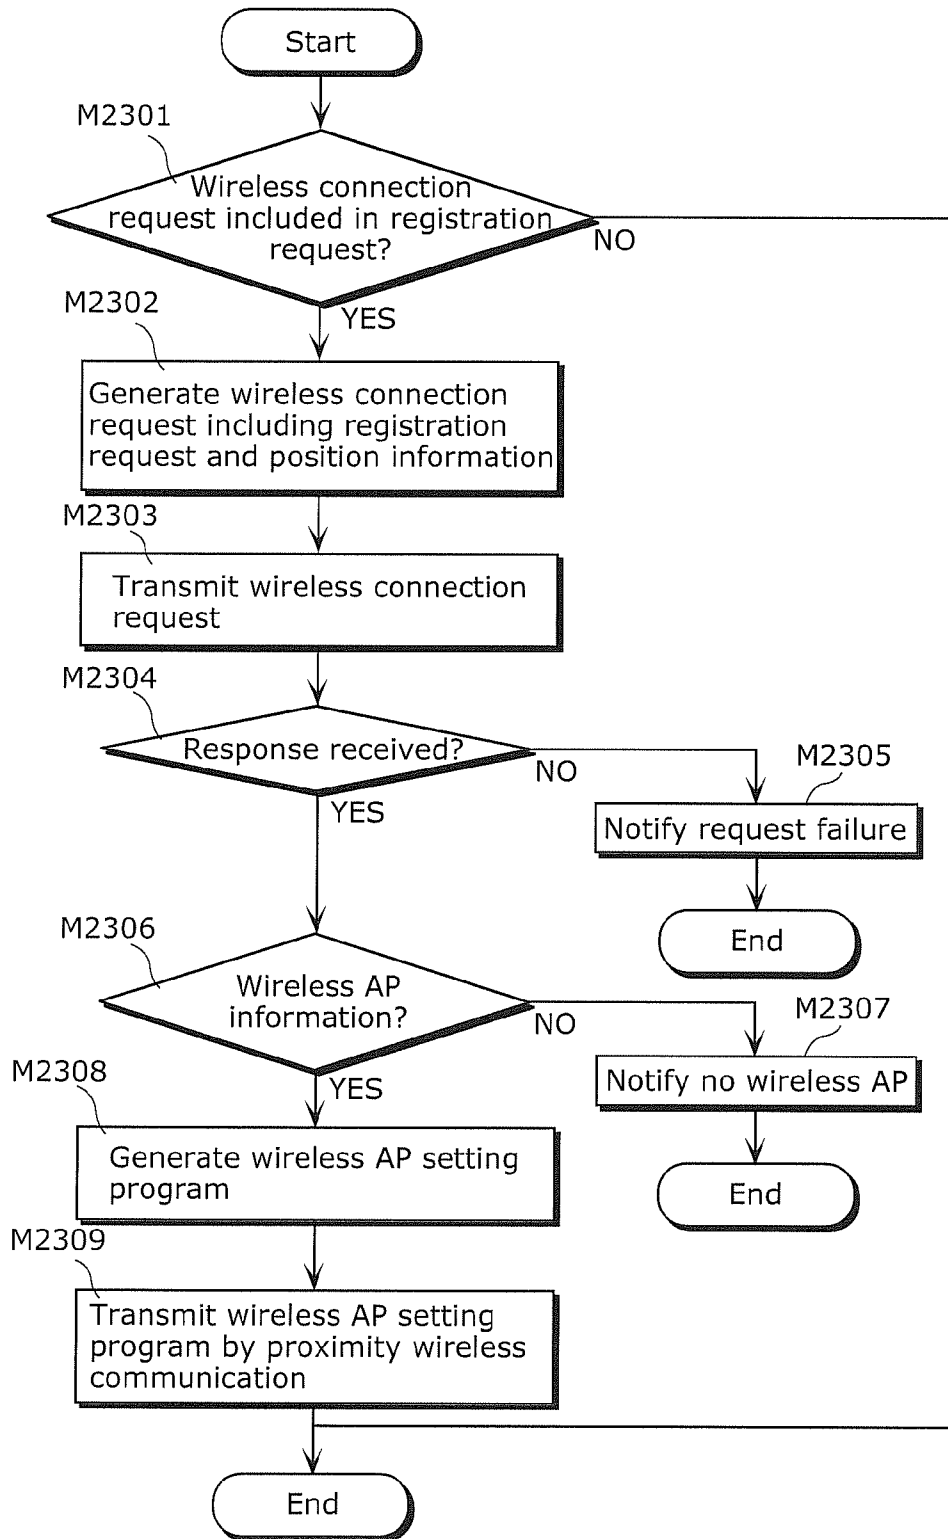 Start
M2301
Wireless connection
request included in registration
request?
NO
YES
M2302
Generate wireless connection
request including registration
request and position information
M2303
Transmit wireless connection
request
M2304
Response received?
NO
YES
M2305
Notify request failure
End
M2306
Wireless AP
information?
NO
YES
M2307
Notify no wireless AP
End
M2308
Generate wireless AP setting
program
M2309
Transmit wireless AP setting
program by proximity wireless
communication
End